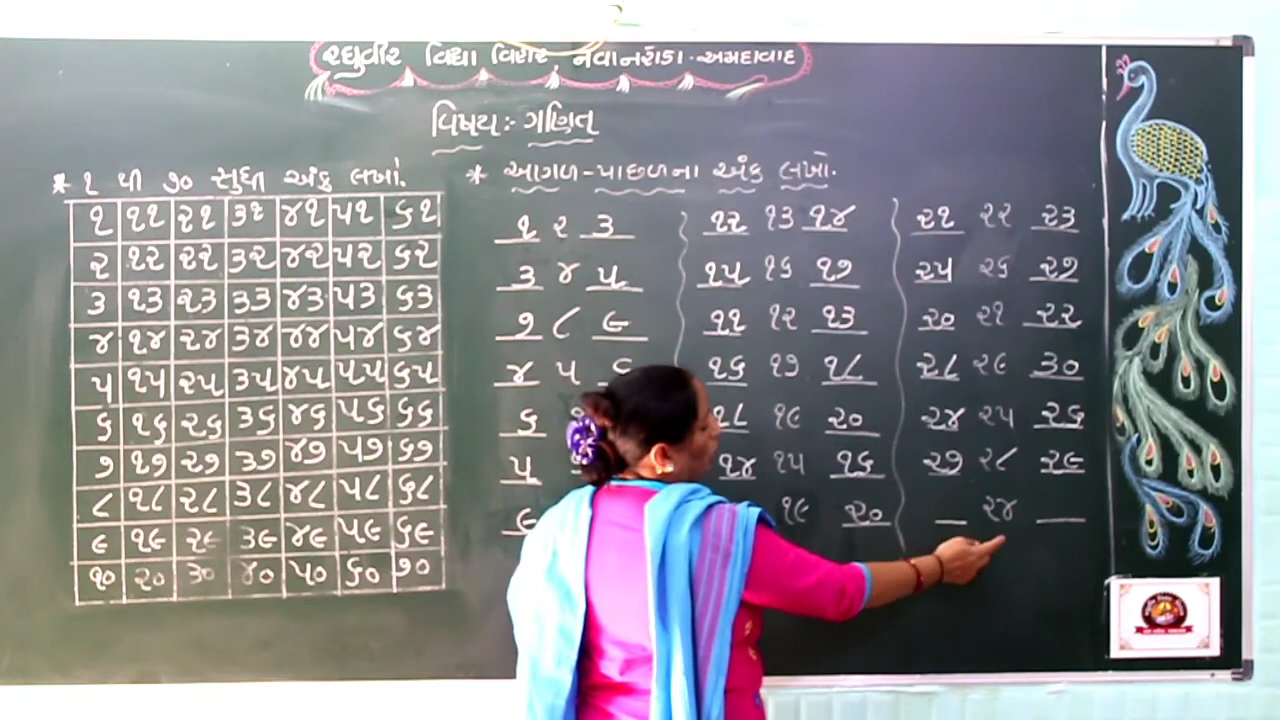 રઘુવીર વિદ્યા વિહાર, નવાનરોડા - અમદાવાદ
વિષય :- ગણિત
* ૧ થી ૭૦ સુધી અંક લખો.
૧ ૧૧ ૨૧ ૩૧ ૪૧ ૫૧ ૬૧
૨ ૧૨ ૨૨ ૩૨ ૪૨ ૫૨ ૬૨
૩ ૧૩ ૨૩ ૩૩ ૪૩ ૫૩ ૬૩
૪ ૧૪ ૨૪ ૩૪ ૪૪ ૫૪ ૬૪
૫ ૧૫ ૨૫ ૩૫ ૪૫ ૫૫ ૬૫
૬ ૧૬ ૨૬ ૩૬ ૪૬ ૫૬ ૬૬
૭ ૧૭ ૨૭ ૩૭ ૪૭ ૫૭ ૬૭
૮ ૧૮ ૨૮ ૩૮ ૪૮ ૫૮ ૬૮
૯ ૧૯ ૨૯ ૩૯ ૪૯ ૫૯ ૬૯
૧૦ ૨૦ ૩૦ ૪૦ ૫૦ ૬૦ ૭૦
* આગળ - પાછળના અંક લખો.
૧ ૨ ૩
૩ ૪ ૫
૭ ૮ ૯
૪ ૫ ૬
૬
૫
૯
૧૨ ૧૩ ૧૪
૧૫ ૧૬ ૧૭
૧૧ ૧૨ ૧૩
૧૬ ૧૭ ૧૮
૧૮ ૧૯ ૨૦
૧૪ ૧૫ ૧૬
૧૯ ૨૦
૨૧ ૨૨ ૨૩
૨૫ ૨૬ ૨૭
૨૦ ૨૧ ૨૨
૨૮ ૨૯ ૩૦
૨૪ ૨૫ ૨૬
૨૭ ૨૮ ૨૯
__ ૨૪ __